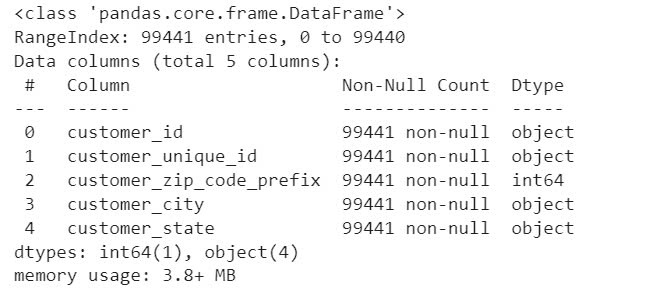 <class 'pandas.core.frame.DataFrame'>
RangeIndex: 99441 entries, 0 to 99440
Data columns (total 5 columns):
 #   Column                    Non-Null Count  Dtype
---  ------                    --------------  -----
 0   customer_id               99441 non-null  object
 1   customer_unique_id        99441 non-null  object
 2   customer_zip_code_prefix  99441 non-null  int64
 3   customer_city             99441 non-null  object
 4   customer_state            99441 non-null  object
dtypes: int64(1), object(4)
memory usage: 3.8+ MB